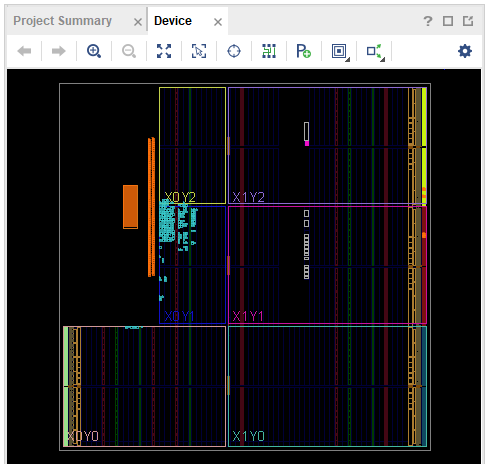 Project Summary
Device
?
X0Y2
X1Y2
X0Y1
X1Y1
X0Y0
X1Y0